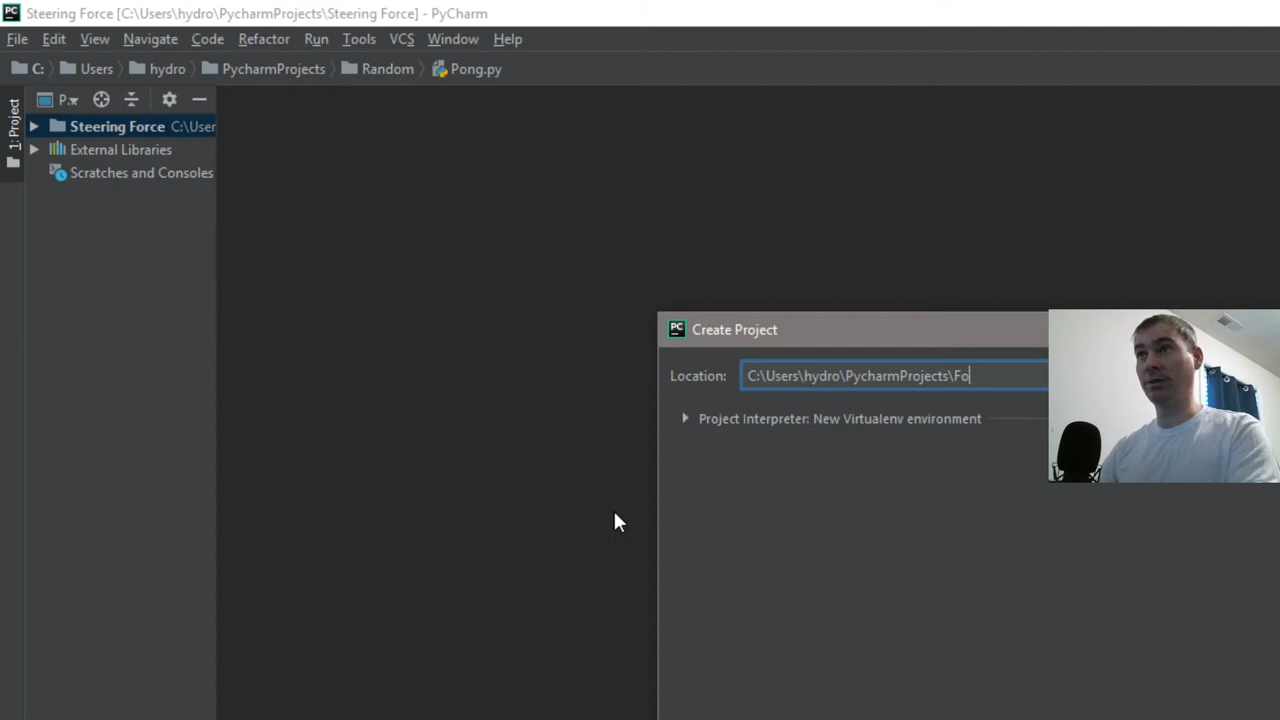 PC Steering Force [C:\Users\hydro\PycharmProjects\Steering Force] - PyCharm
File Edit View Navigate Code Refactor Run Tools VCS Window Help
C: Users hydro PycharmProjects Random Pong.py
1: Project
P..
Steering Force C:\User
External Libraries
Scratches and Consoles
PC Create Project
Location: C:\Users\hydro\PycharmProjects\Fo
Project Interpreter: New Virtualenv environment